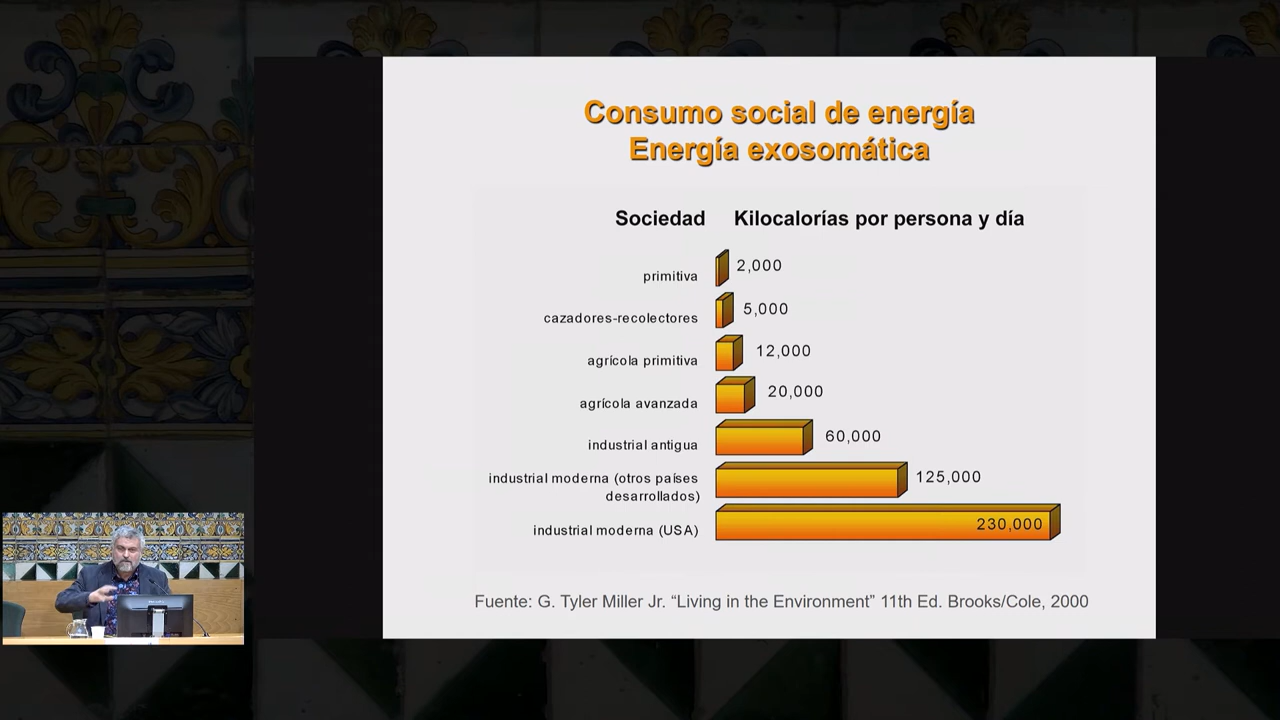 Consumo social de energía
Energía exosomática
Sociedad Kilocalorías por persona y día
primitiva 2,000
cazadores-recolectores 5,000
agrícola primitiva 12,000
agrícola avanzada 20,000
industrial antigua 60,000
industrial moderna (otros países
desarrollados) 125,000
industrial moderna (USA) 230,000
Fuente: G. Tyler Miller Jr. “Living in the Environment” 11th Ed. Brooks/Cole, 2000